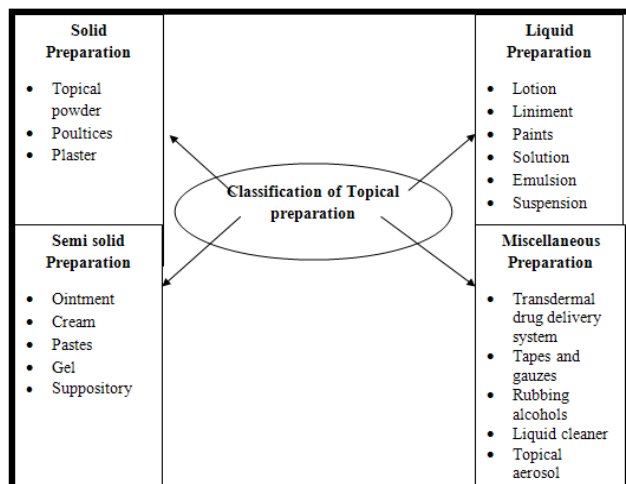 Solid
Preparation
• Topical
powder
• Poultices
• Plaster
Liquid
Preparation
• Lotion
• Liniment
• Paints
• Solution
• Emulsion
• Suspension
Classification of Topical
preparation
Semi solid
Preparation
• Ointment
• Cream
• Pastes
• Gel
• Suppository
Miscellaneous
Preparation
• Transdermal
drug delivery
system
• Tapes and
gauzes
• Rubbing
alcohols
• Liquid cleaner
• Topical
aerosol